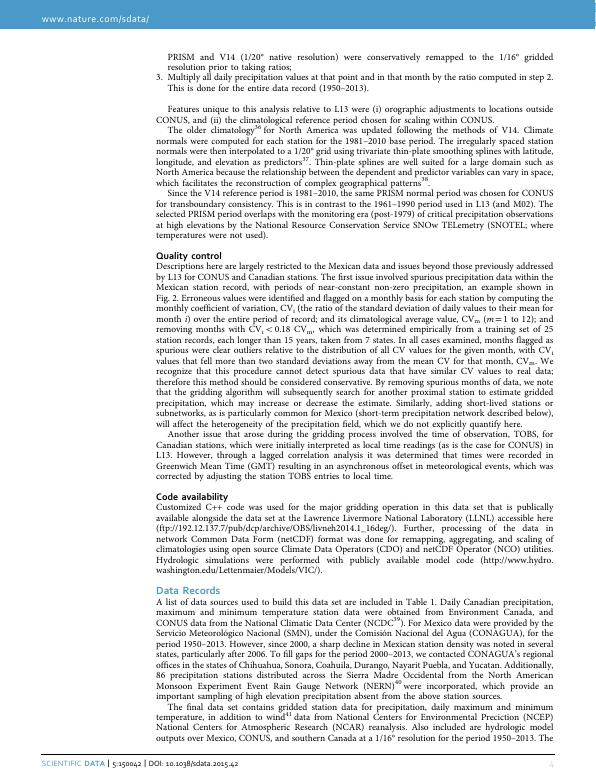 www.nature.com/sdata/
PRISM and V14 (1/20° native resolution) were conservatively remapped to the 1/16° gridded
resolution prior to taking ratios;
3. Multiply all daily precipitation values at that point and in that month by the ratio computed in step 2.
This is done for the entire data record (1950–2013).
Features unique to this analysis relative to L13 were (i) orographic adjustments to locations outside
CONUS, and (ii) the climatological reference period chosen for scaling within CONUS.
The older climatology36 for North America was updated following the methods of V14. Climate
normals were computed for each station for the 1981–2010 base period. The irregularly spaced station
normals were then interpolated to a 1/20° grid using trivariate thin-plate smoothing splines with latitude,
longitude, and elevation as predictors37. Thin-plate splines are well suited for a large domain such as
North America because the relationship between the dependent and predictor variables can vary in space,
which facilitates the reconstruction of complex geographical patterns38.
Since the V14 reference period is 1981–2010, the same PRISM normal period was chosen for CONUS
for transboundary consistency. This is in contrast to the 1961–1990 period used in L13 (and M02). The
selected PRISM period overlaps with the monitoring era (post-1979) of critical precipitation observations
at high elevations by the National Resource Conservation Service SNOw TELemetry (SNOTEL; where
temperatures were not used).
Quality control
Descriptions here are largely restricted to the Mexican data and issues beyond those previously addressed
by L13 for CONUS and Canadian stations. The first issue involved spurious precipitation data within the
Mexican station record, with periods of near-constant non-zero precipitation, an example shown in
Fig. 2. Erroneous values were identified and flagged on a monthly basis for each station by computing the
monthly coefficient of variation, CVi (the ratio of the standard deviation of daily values to their mean for
month i) over the entire period of record; and its climatological average value, CVm (m = 1 to 12); and
removing months with CVi < 0.18 CVm, which was determined empirically from a training set of 25
station records, each longer than 15 years, taken from 7 states. In all cases examined, months flagged as
spurious were clear outliers relative to the distribution of all CV values for the given month, with CVi
values that fell more than two standard deviations away from the mean CV for that month, CVm. We
recognize that this procedure cannot detect spurious data that have similar CV values to real data;
therefore this method should be considered conservative. By removing spurious months of data, we note
that the gridding algorithm will subsequently search for another proximal station to estimate gridded
precipitation, which may increase or decrease the estimate. Similarly, adding short-lived stations or
subnetworks, as is particularly common for Mexico (short-term precipitation network described below),
will affect the heterogeneity of the precipitation field, which we do not explicitly quantify here.
Another issue that arose during the gridding process involved the time of observation, TOBS, for
Canadian stations, which were initially interpreted as local time readings (as is the case for CONUS) in
L13. However, through a lagged correlation analysis it was determined that times were recorded in
Greenwich Mean Time (GMT) resulting in an asynchronous offset in meteorological events, which was
corrected by adjusting the station TOBS entries to local time.
Code availability
Customized C++ code was used for the major gridding operation in this data set that is publically
available alongside the data set at the Lawrence Livermore National Laboratory (LLNL) accessible here
(ftp://192.12.137.7/pub/dcp/archive/OBS/livneh2014.1_16deg/). Further, processing of the data in
network Common Data Form (netCDF) format was done for remapping, aggregating, and scaling of
climatologies using open source Climate Data Operators (CDO) and netCDF Operator (NCO) utilities.
Hydrologic simulations were performed with publicly available model code (http://www.hydro.
washington.edu/Lettenmaier/Models/VIC/).
Data Records
A list of data sources used to build this data set are included in Table 1. Daily Canadian precipitation,
maximum and minimum temperature station data were obtained from Environment Canada, and
CONUS data from the National Climatic Data Center (NCDC39). For Mexico data were provided by the
Servicio Meteorológico Nacional (SMN), under the Comisión Nacional del Agua (CONAGUA), for the
period 1950–2013. However, since 2000, a sharp decline in Mexican station density was noted in several
states, particularly after 2006. To fill gaps for the period 2000–2013, we contacted CONAGUA's regional
offices in the states of Chihuahua, Sonora, Coahuila, Durango, Nayarit Puebla, and Yucatan. Additionally,
86 precipitation stations distributed across the Sierra Madre Occidental from the North American
Monsoon Experiment Event Rain Gauge Network (NERN)40 were incorporated, which provide an
important sampling of high elevation precipitation absent from the above station sources.
The final data set contains gridded station data for precipitation, daily maximum and minimum
temperature, in addition to wind41 data from National Centers for Environmental Preciction (NCEP)
National Centers for Atmospheric Research (NCAR) reanalysis. Also included are hydrologic model
outputs over Mexico, CONUS, and southern Canada at a 1/16° resolution for the period 1950–2013. The
SCIENTIFIC DATA | 5:150042 | DOI: 10.1038/sdata.2015.42
4